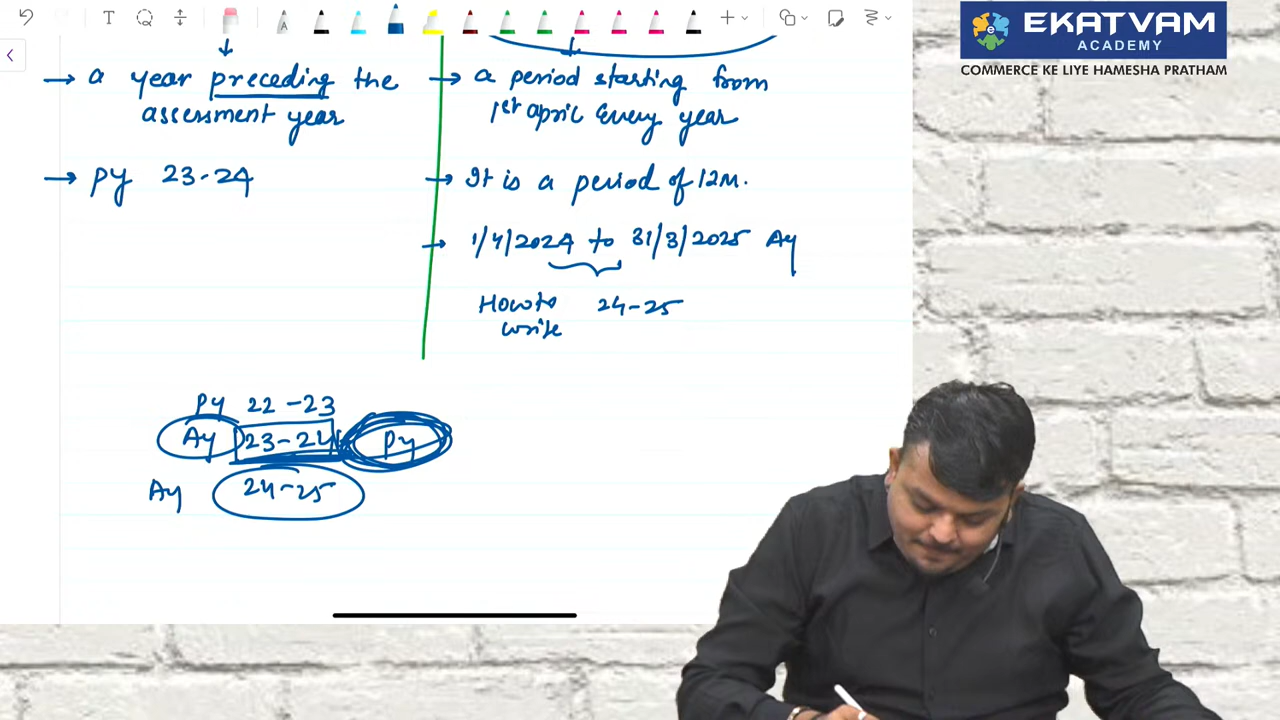 T
A
EKATVAM
ACADEMY
COMMERCE KE LIYE HAMESHA PRATHAM
→ a year preceding the
assessment year
→ py 23-24
→ a period starting from
1st april Every year
→ It is a period of 12M.
→ 1/4/2024 to 31/3/2025 Ay
How to 24-25
write
Py 22-23
Ay 23-24 Py
Ay 24-25